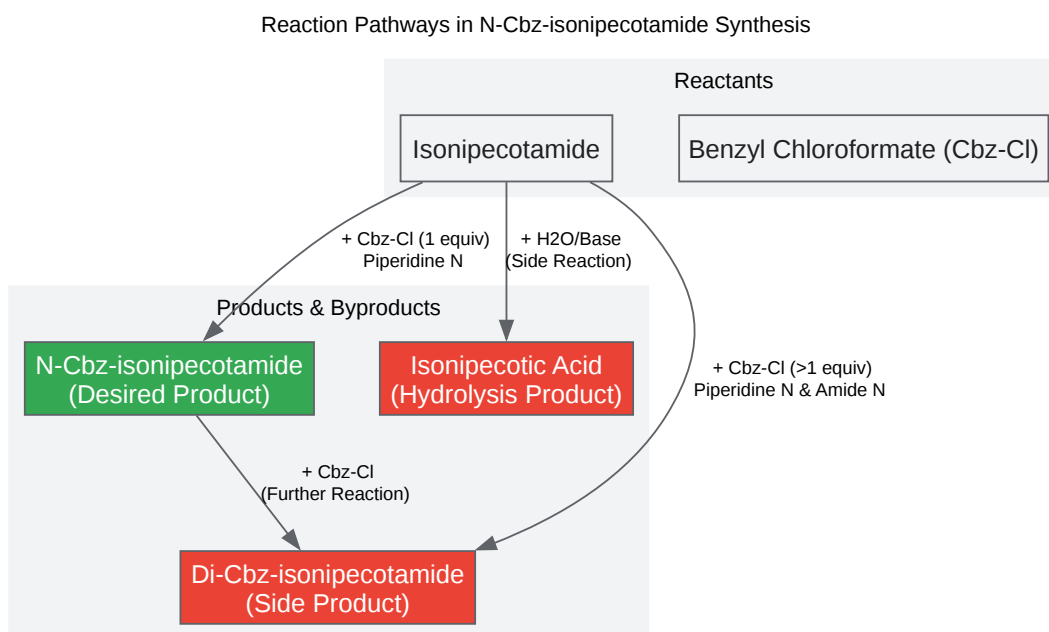 Reaction Pathways in N-Cbz-isonipecotamide Synthesis
Reactants
Isonipecotamide
Benzyl Chloroformate (Cbz-Cl)
+ Cbz-Cl (1 equiv)
Piperidine N
+ H2O/Base
(Side Reaction)
Products & Byproducts
N-Cbz-isonipecotamide
(Desired Product)
Isonipecotic Acid
(Hydrolysis Product)
+ Cbz-Cl (>1 equiv)
Piperidine N & Amide N
+ Cbz-Cl
(Further Reaction)
Di-Cbz-isonipecotamide
(Side Product)